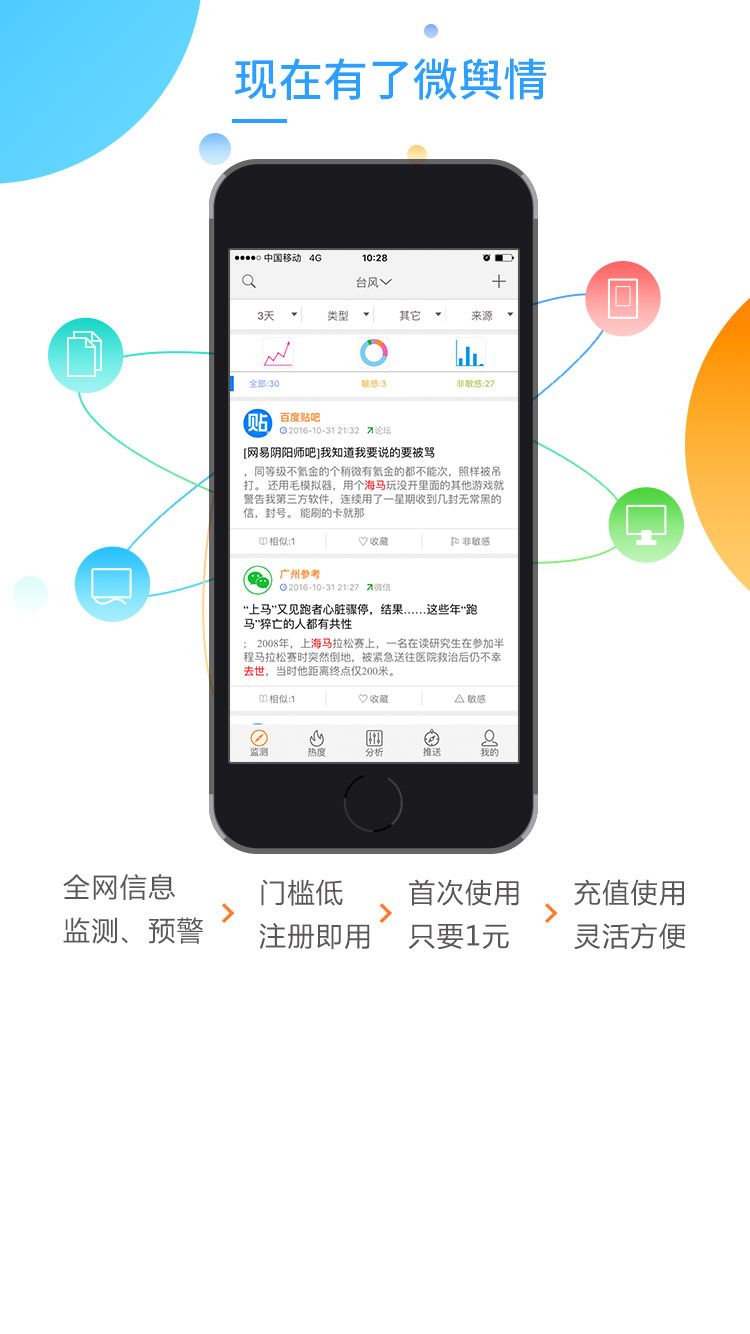 现在有了微舆情
中国移动 4G 10:28
台风
3天 类型 其它 来源
全部:30 敏感:3 非敏感:27
贴
百度贴吧
2016-10-31 21:32 论坛
[网易阴阳师吧]我知道我要说的要被骂
，同等级不氪金的个稍微有氪金的都不能次，照样被吊
打。 还用毛模拟器，用个海马玩没开里面的其他游戏就
警告我第三方软件，连续用了一星期收到几封无常黑的
信，封号。 能刷的卡就那
相似:1 收藏 非敏感
广州参考
2016-10-31 21:27 微信
“上马”又见跑者心脏骤停，结果……这些年“跑
马”猝亡的人都有共性
； 2008年，上海马拉松赛上，一名在读研究生在参加半
程马拉松赛时突然倒地，被紧急送往医院救治后仍不幸
去世，当时他距离终点仅200米。
相似:1 收藏 敏感
监测 热度 分析 推送 我的
全网信息
监测、预警
门槛低
注册即用
首次使用
只要1元
充值使用
灵活方便